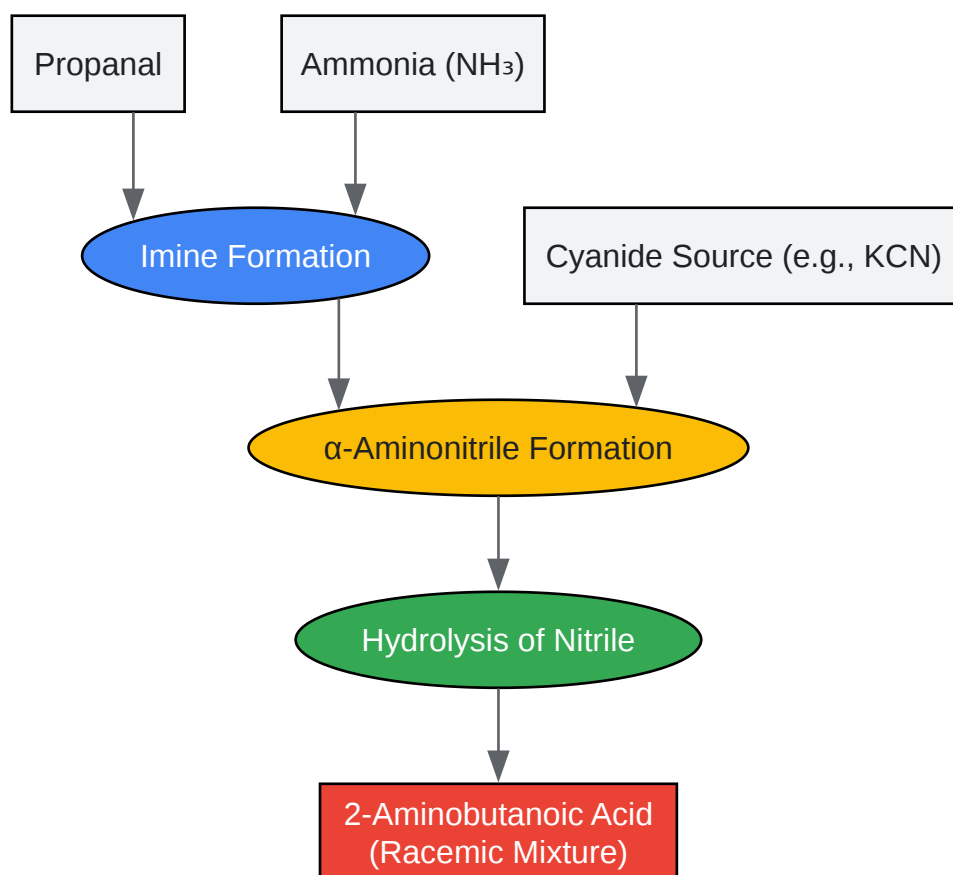 Propanal
Ammonia (NH₃)
Imine Formation
Cyanide Source (e.g., KCN)
α-Aminonitrile Formation
Hydrolysis of Nitrile
2-Aminobutanoic Acid
(Racemic Mixture)